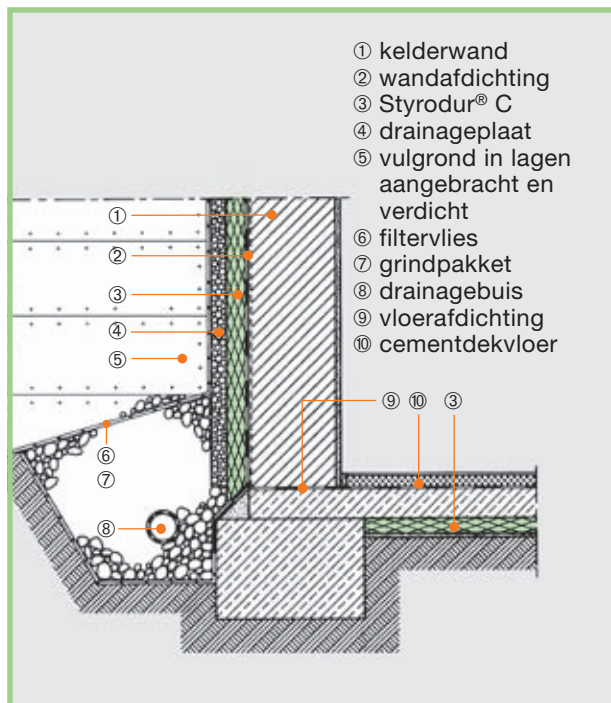 ① kelderwand
② wandafdichting
③ Styrodur® C
④ drainageplaat
⑤ vulgrond in lagen
aangebracht en
verdicht
⑥ filtervlies
⑦ grindpakket
⑧ drainagebuis
⑨ vloerafdichting
⑩ cementdekvloer
①
②
③
④
⑤
⑨ ⑩ ③
⑥
⑦
⑧